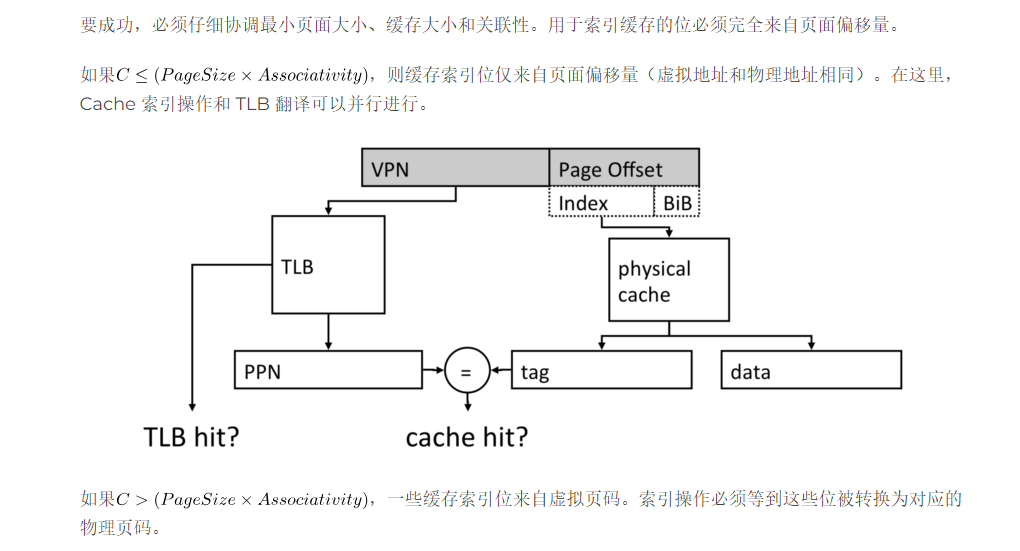 要成功，必须仔细协调最小页面大小、缓存大小和关联性。用于索引缓存的位必须完全来自页面偏移量。
如果C ≤ (PageSize × Associativity)，则缓存索引位仅来自页面偏移量（虚拟地址和物理地址相同）。在这里，
Cache 索引操作和 TLB 翻译可以并行进行。
VPN
Page Offset
Index
BiB
TLB
physical
cache
PPN
=
tag
data
TLB hit?
cache hit?
如果C > (PageSize × Associativity)，一些缓存索引位来自虚拟页码。索引操作必须等到这些位被转换为对应的
物理页码。